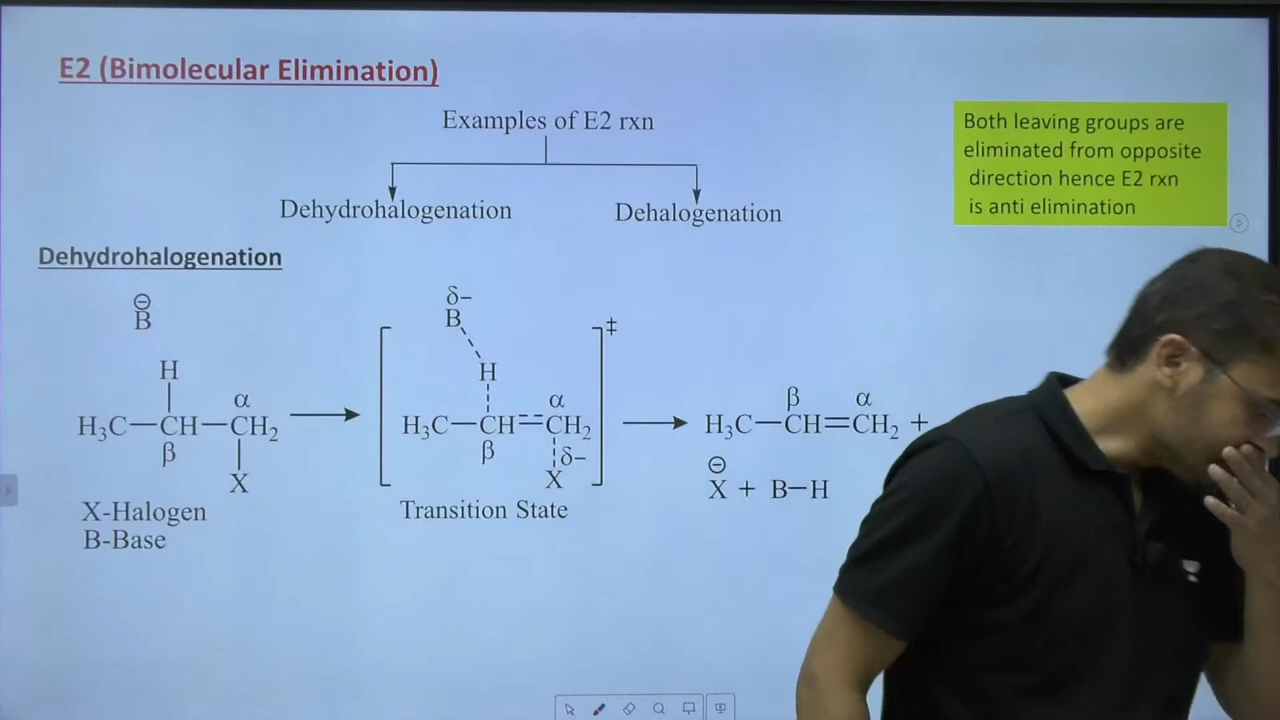 E2 (Bimolecular Elimination)
Examples of E2 rxn
Dehydrohalogenation
Dehalogenation
Both leaving groups are
eliminated from opposite
direction hence E2 rxn
is anti elimination
Dehydrohalogenation
⊖
B
H
α
H₃C—CH—CH₂
β
X
X-Halogen
B-Base
δ–
B
‡
H
α
H₃C—CH==CH₂
β
δ–
X
Transition State
β α
H₃C—CH=CH₂ +
⊖
X + B—H